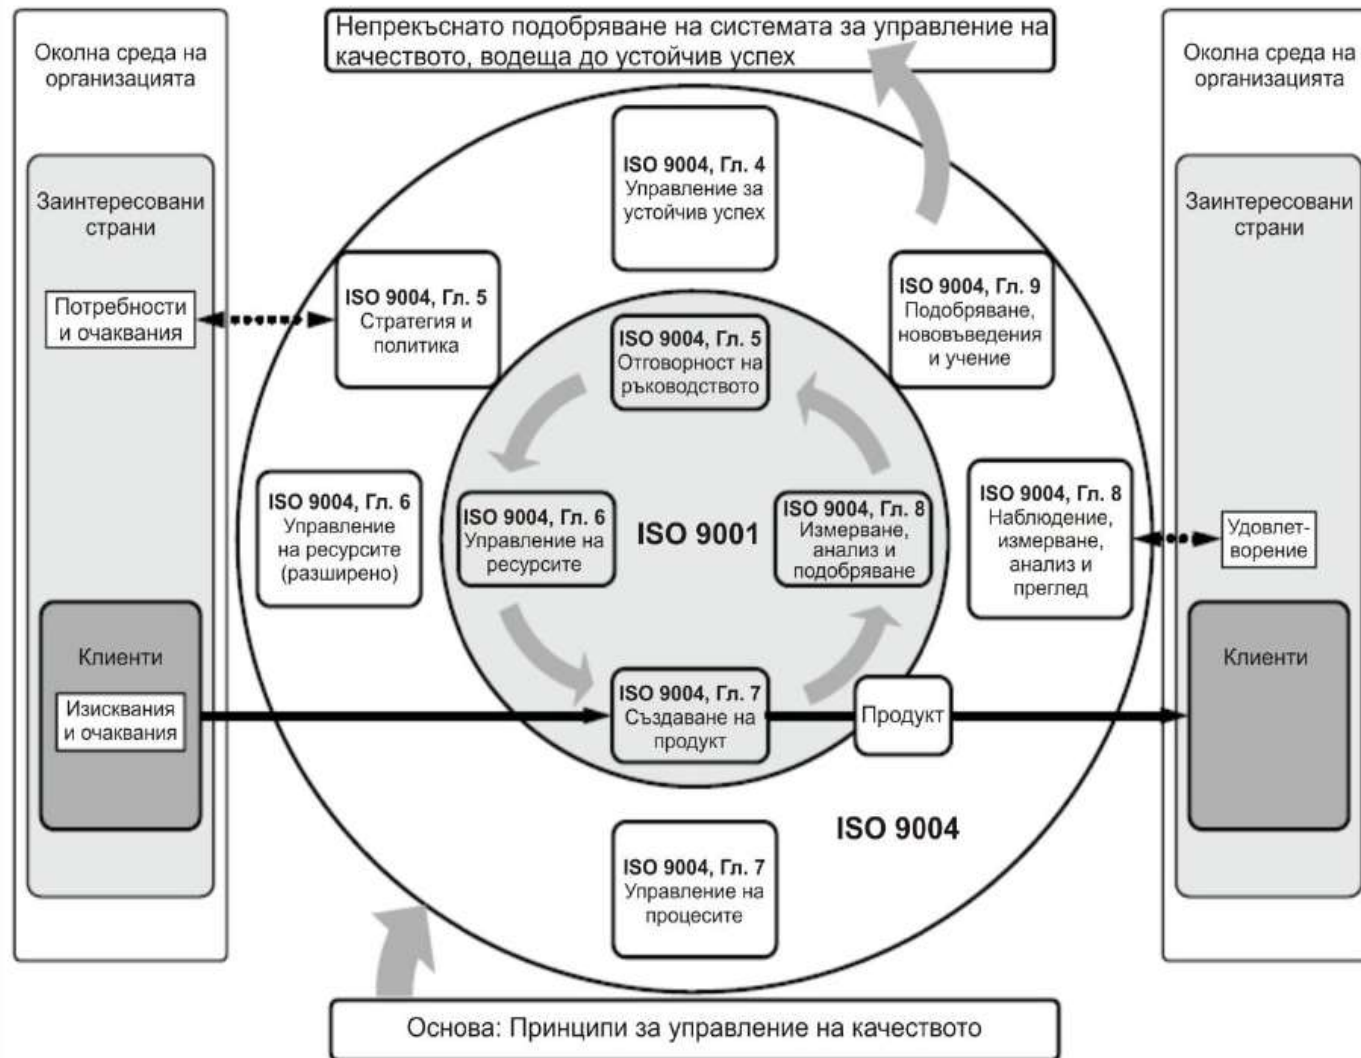 Непрекъснато подобряване на системата за управление на
качеството, водеща до устойчив успех
Околна среда на
организацията
Заинтересовани
страни
Потребности
и очаквания
Клиенти
Изисквания
и очаквания
ISO 9004, Гл. 4
Управление за
устойчив успех
ISO 9004, Гл. 5
Стратегия и
политика
ISO 9004, Гл. 9
Подобряване,
нововъведения
и учение
ISO 9004, Гл. 5
Отговорност на
ръководството
ISO 9004, Гл. 6
Управление
на ресурсите
(разширено)
ISO 9004, Гл. 6
Управление на
ресурсите
ISO 9001
ISO 9004, Гл. 8
Измерване,
анализ и
подобряване
ISO 9004, Гл. 8
Наблюдение,
измерване,
анализ и
преглед
ISO 9004, Гл. 7
Създаване на
продукт
Продукт
ISO 9004
ISO 9004, Гл. 7
Управление на
процесите
Околна среда на
организацията
Заинтересовани
страни
Удовлет-
ворение
Клиенти
Основа: Принципи за управление на качеството